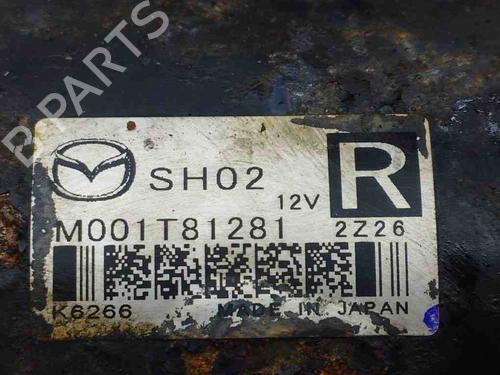 B-PARTS
SH02 12V R
M001T81281 2Z26
K6266 MADE IN JAPAN